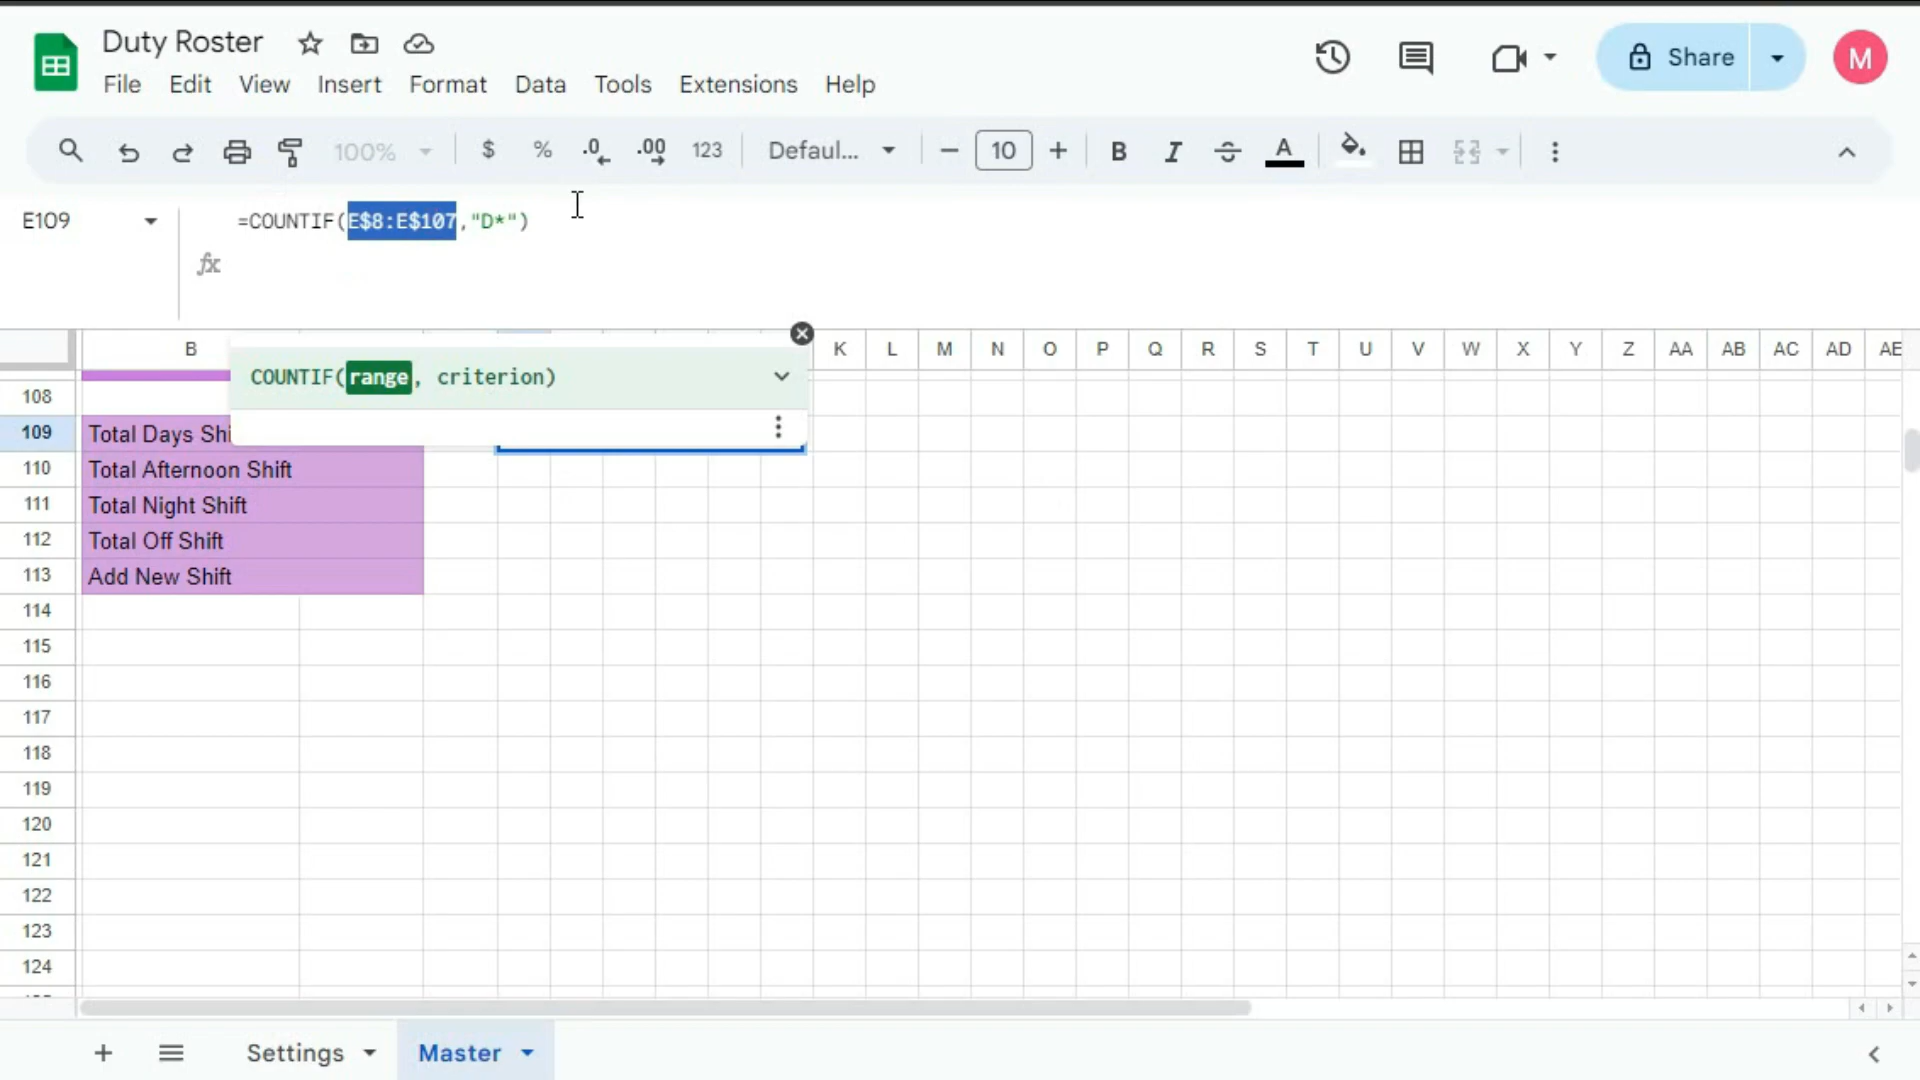 Duty Roster
File Edit View Insert Format Data Tools Extensions Help
Share
M
100% $ % .0 .00 123 Defaul... 10 B I S A
E109
=COUNTIF(E$8:E$107,"D*")
fx
COUNTIF(range, criterion)
B K L M N O P Q R S T U V W X Y Z AA AB AC AD AE
108
109 Total Days Shi
110 Total Afternoon Shift
111 Total Night Shift
112 Total Off Shift
113 Add New Shift
114
115
116
117
118
119
120
121
122
123
124
Settings Master